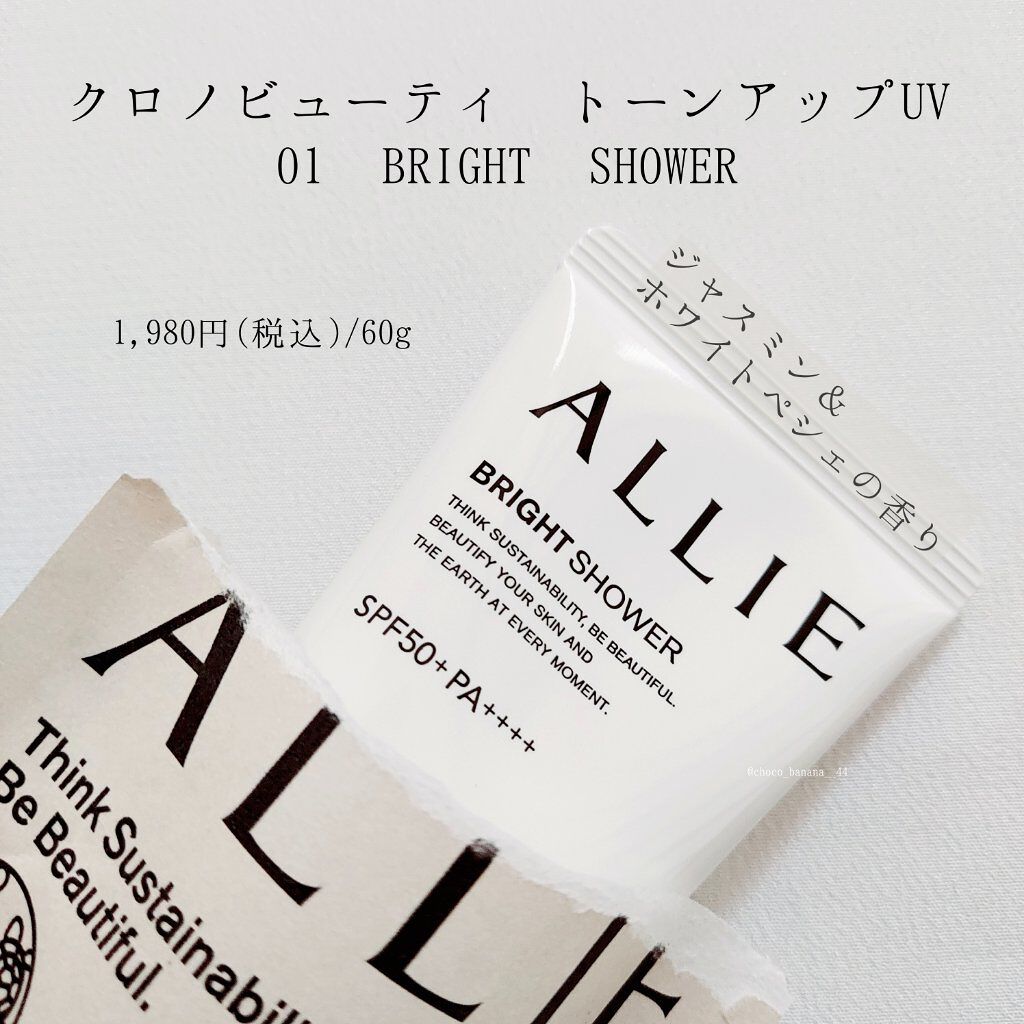 クロノビューティ　トーンアップUV
01　BRIGHT　SHOWER
1,980円(税込)/60g
ジャスミン&
ホワイトペシェの香り
ALLIE
BRIGHT SHOWER
THINK SUSTAINABILITY, BE BEAUTIFUL.
BEAUTIFY YOUR SKIN AND
THE EARTH AT EVERY MOMENT.
SPF50+PA++++
@choco_banana__44
ALLIE
Think Sustainabil
Be Beautiful.